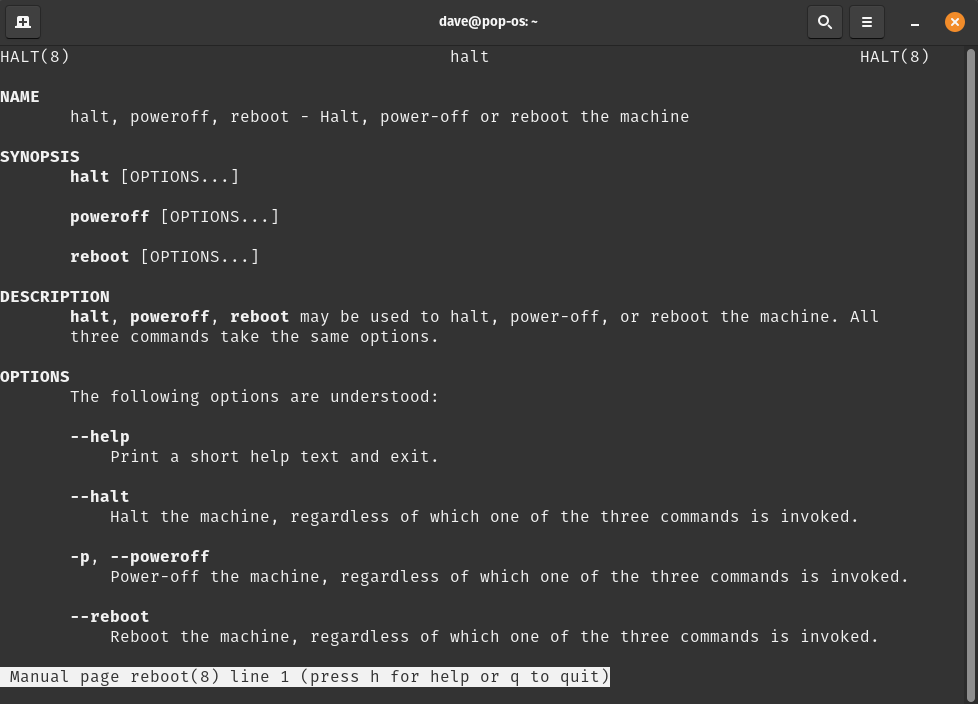 dave@pop-os: ~
HALT(8) halt HALT(8)
NAME
halt, poweroff, reboot - Halt, power-off or reboot the machine
SYNOPSIS
halt [OPTIONS...]
poweroff [OPTIONS...]
reboot [OPTIONS...]
DESCRIPTION
halt, poweroff, reboot may be used to halt, power-off, or reboot the machine. All
three commands take the same options.
OPTIONS
The following options are understood:
--help
Print a short help text and exit.
--halt
Halt the machine, regardless of which one of the three commands is invoked.
-p, --poweroff
Power-off the machine, regardless of which one of the three commands is invoked.
--reboot
Reboot the machine, regardless of which one of the three commands is invoked.
Manual page reboot(8) line 1 (press h for help or q to quit)